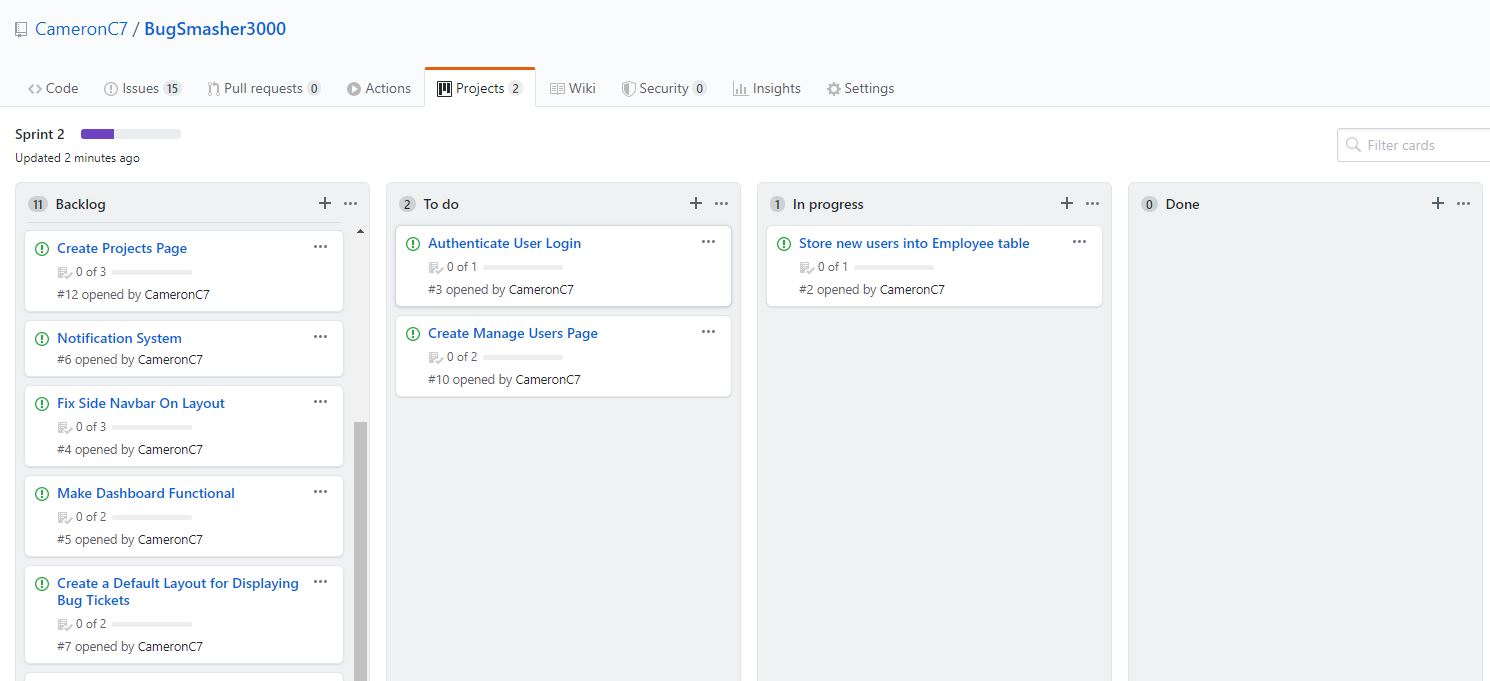 CameronC7 / BugSmasher3000
Code Issues 15 Pull requests 0 Actions Projects 2 Wiki Security 0 Insights Settings
Sprint 2
Updated 2 minutes ago
Filter cards
11 Backlog
Create Projects Page
0 of 3
#12 opened by CameronC7
Notification System
#6 opened by CameronC7
Fix Side Navbar On Layout
0 of 3
#4 opened by CameronC7
Make Dashboard Functional
0 of 2
#5 opened by CameronC7
Create a Default Layout for Displaying
Bug Tickets
0 of 2
#7 opened by CameronC7
2 To do
Authenticate User Login
0 of 1
#3 opened by CameronC7
Create Manage Users Page
0 of 2
#10 opened by CameronC7
1 In progress
Store new users into Employee table
0 of 1
#2 opened by CameronC7
0 Done